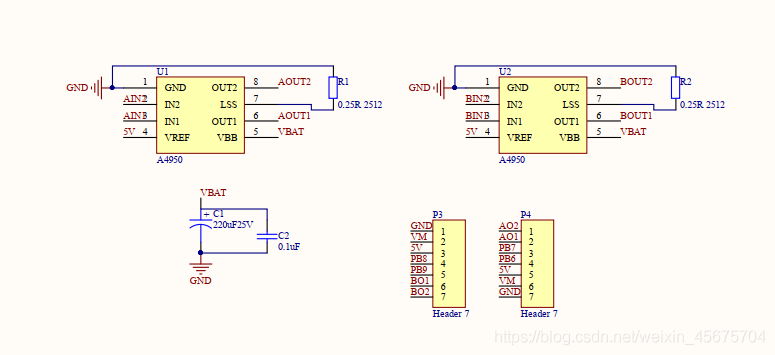 U1
GND
1 GND OUT2 8 AOUT2
AIN2 2 IN2 LSS 7
AIN1 3 IN1 OUT1 6 AOUT1
5V 4 VREF VBB 5 VBAT
A4950
R1
0.25R 2512
U2
GND
1 GND OUT2 8 BOUT2
BIN2 2 IN2 LSS 7
BIN1 3 IN1 OUT1 6 BOUT1
5V 4 VREF VBB 5 VBAT
A4950
R2
0.25R 2512
VBAT
C1
220uF25V
C2
0.1uF
GND
P3
GND 1
VM 2
5V 3
PB8 4
PB9 5
BO1 6
BO2 7
Header 7
P4
AO2 1
AO1 2
PB7 3
PB6 4
5V 5
VM 6
GND 7
Header 7
https://blog.csdn.net/weixin_45675704